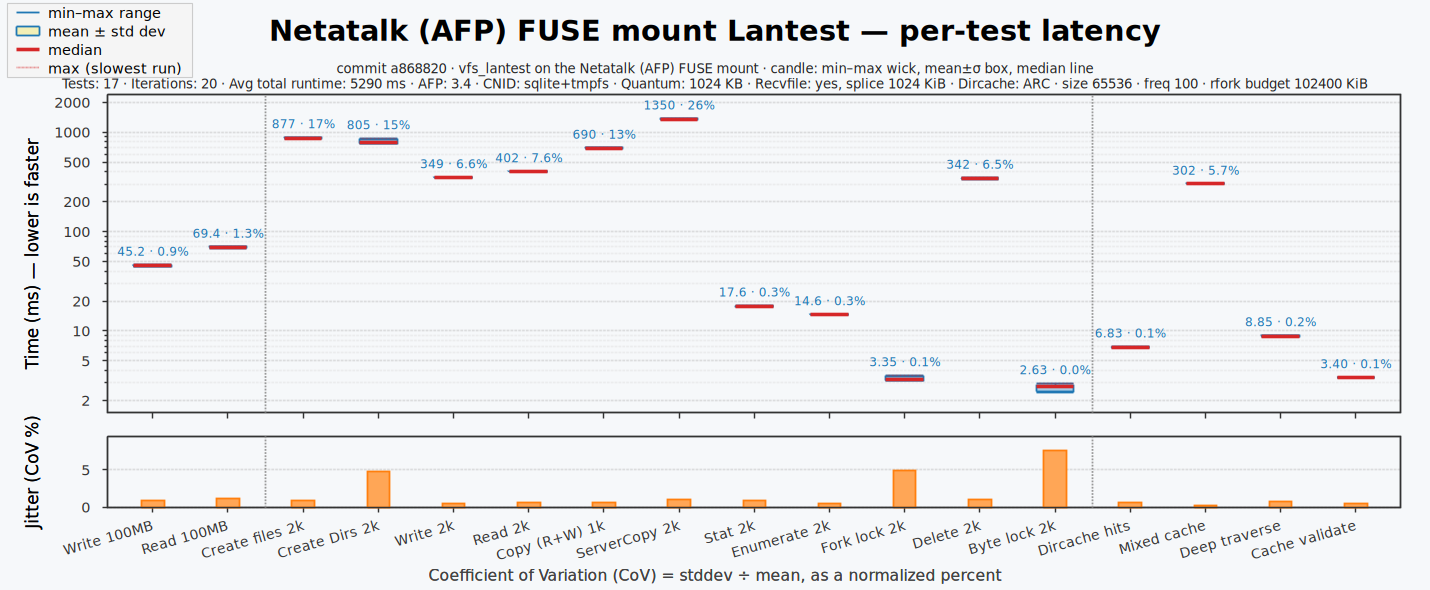 min–max range
mean ± std dev
median
max (slowest run)
Netatalk (AFP) FUSE mount Lantest — per-test latency
commit a868820 · vfs_lantest on the Netatalk (AFP) FUSE mount · candle: min–max wick, mean±σ box, median line
Tests: 17 · Iterations: 20 · Avg total runtime: 5290 ms · AFP: 3.4 · CNID: sqlite+tmpfs · Quantum: 1024 KB · Recvfile: yes, splice 1024 KiB · Dircache: ARC · size 65536 · freq 100 · rfork budget 102400 KiB
Time (ms) — lower is faster
2000
1000
500
200
100
50
20
10
5
2
45.2 · 0.9%
69.4 · 1.3%
877 · 17%
805 · 15%
349 · 6.6%
402 · 7.6%
690 · 13%
1350 · 26%
17.6 · 0.3%
14.6 · 0.3%
3.35 · 0.1%
342 · 6.5%
2.63 · 0.0%
6.83 · 0.1%
302 · 5.7%
8.85 · 0.2%
3.40 · 0.1%
Jitter (CoV %)
5
0
Write 100MB
Read 100MB
Create files 2k
Create Dirs 2k
Write 2k
Read 2k
Copy (R+W) 1k
ServerCopy 2k
Stat 2k
Enumerate 2k
Fork lock 2k
Delete 2k
Byte lock 2k
Dircache hits
Mixed cache
Deep traverse
Cache validate
Coefficient of Variation (CoV) = stddev ÷ mean, as a normalized percent